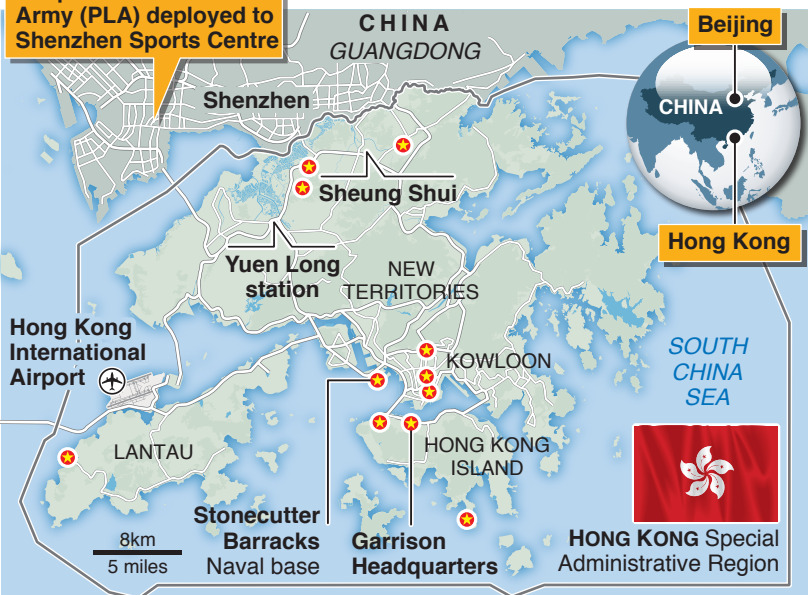 Army (PLA) deployed to
Shenzhen Sports Centre
CHINA
GUANGDONG
Beijing
CHINA
Hong Kong
Shenzhen
Sheung Shui
Yuen Long
station
NEW
TERRITORIES
Hong Kong
International
Airport
KOWLOON
SOUTH
CHINA
SEA
LANTAU
HONG KONG
ISLAND
Stonecutter
Barracks
Naval base
Garrison
Headquarters
8km
5 miles
HONG KONG Special
Administrative Region